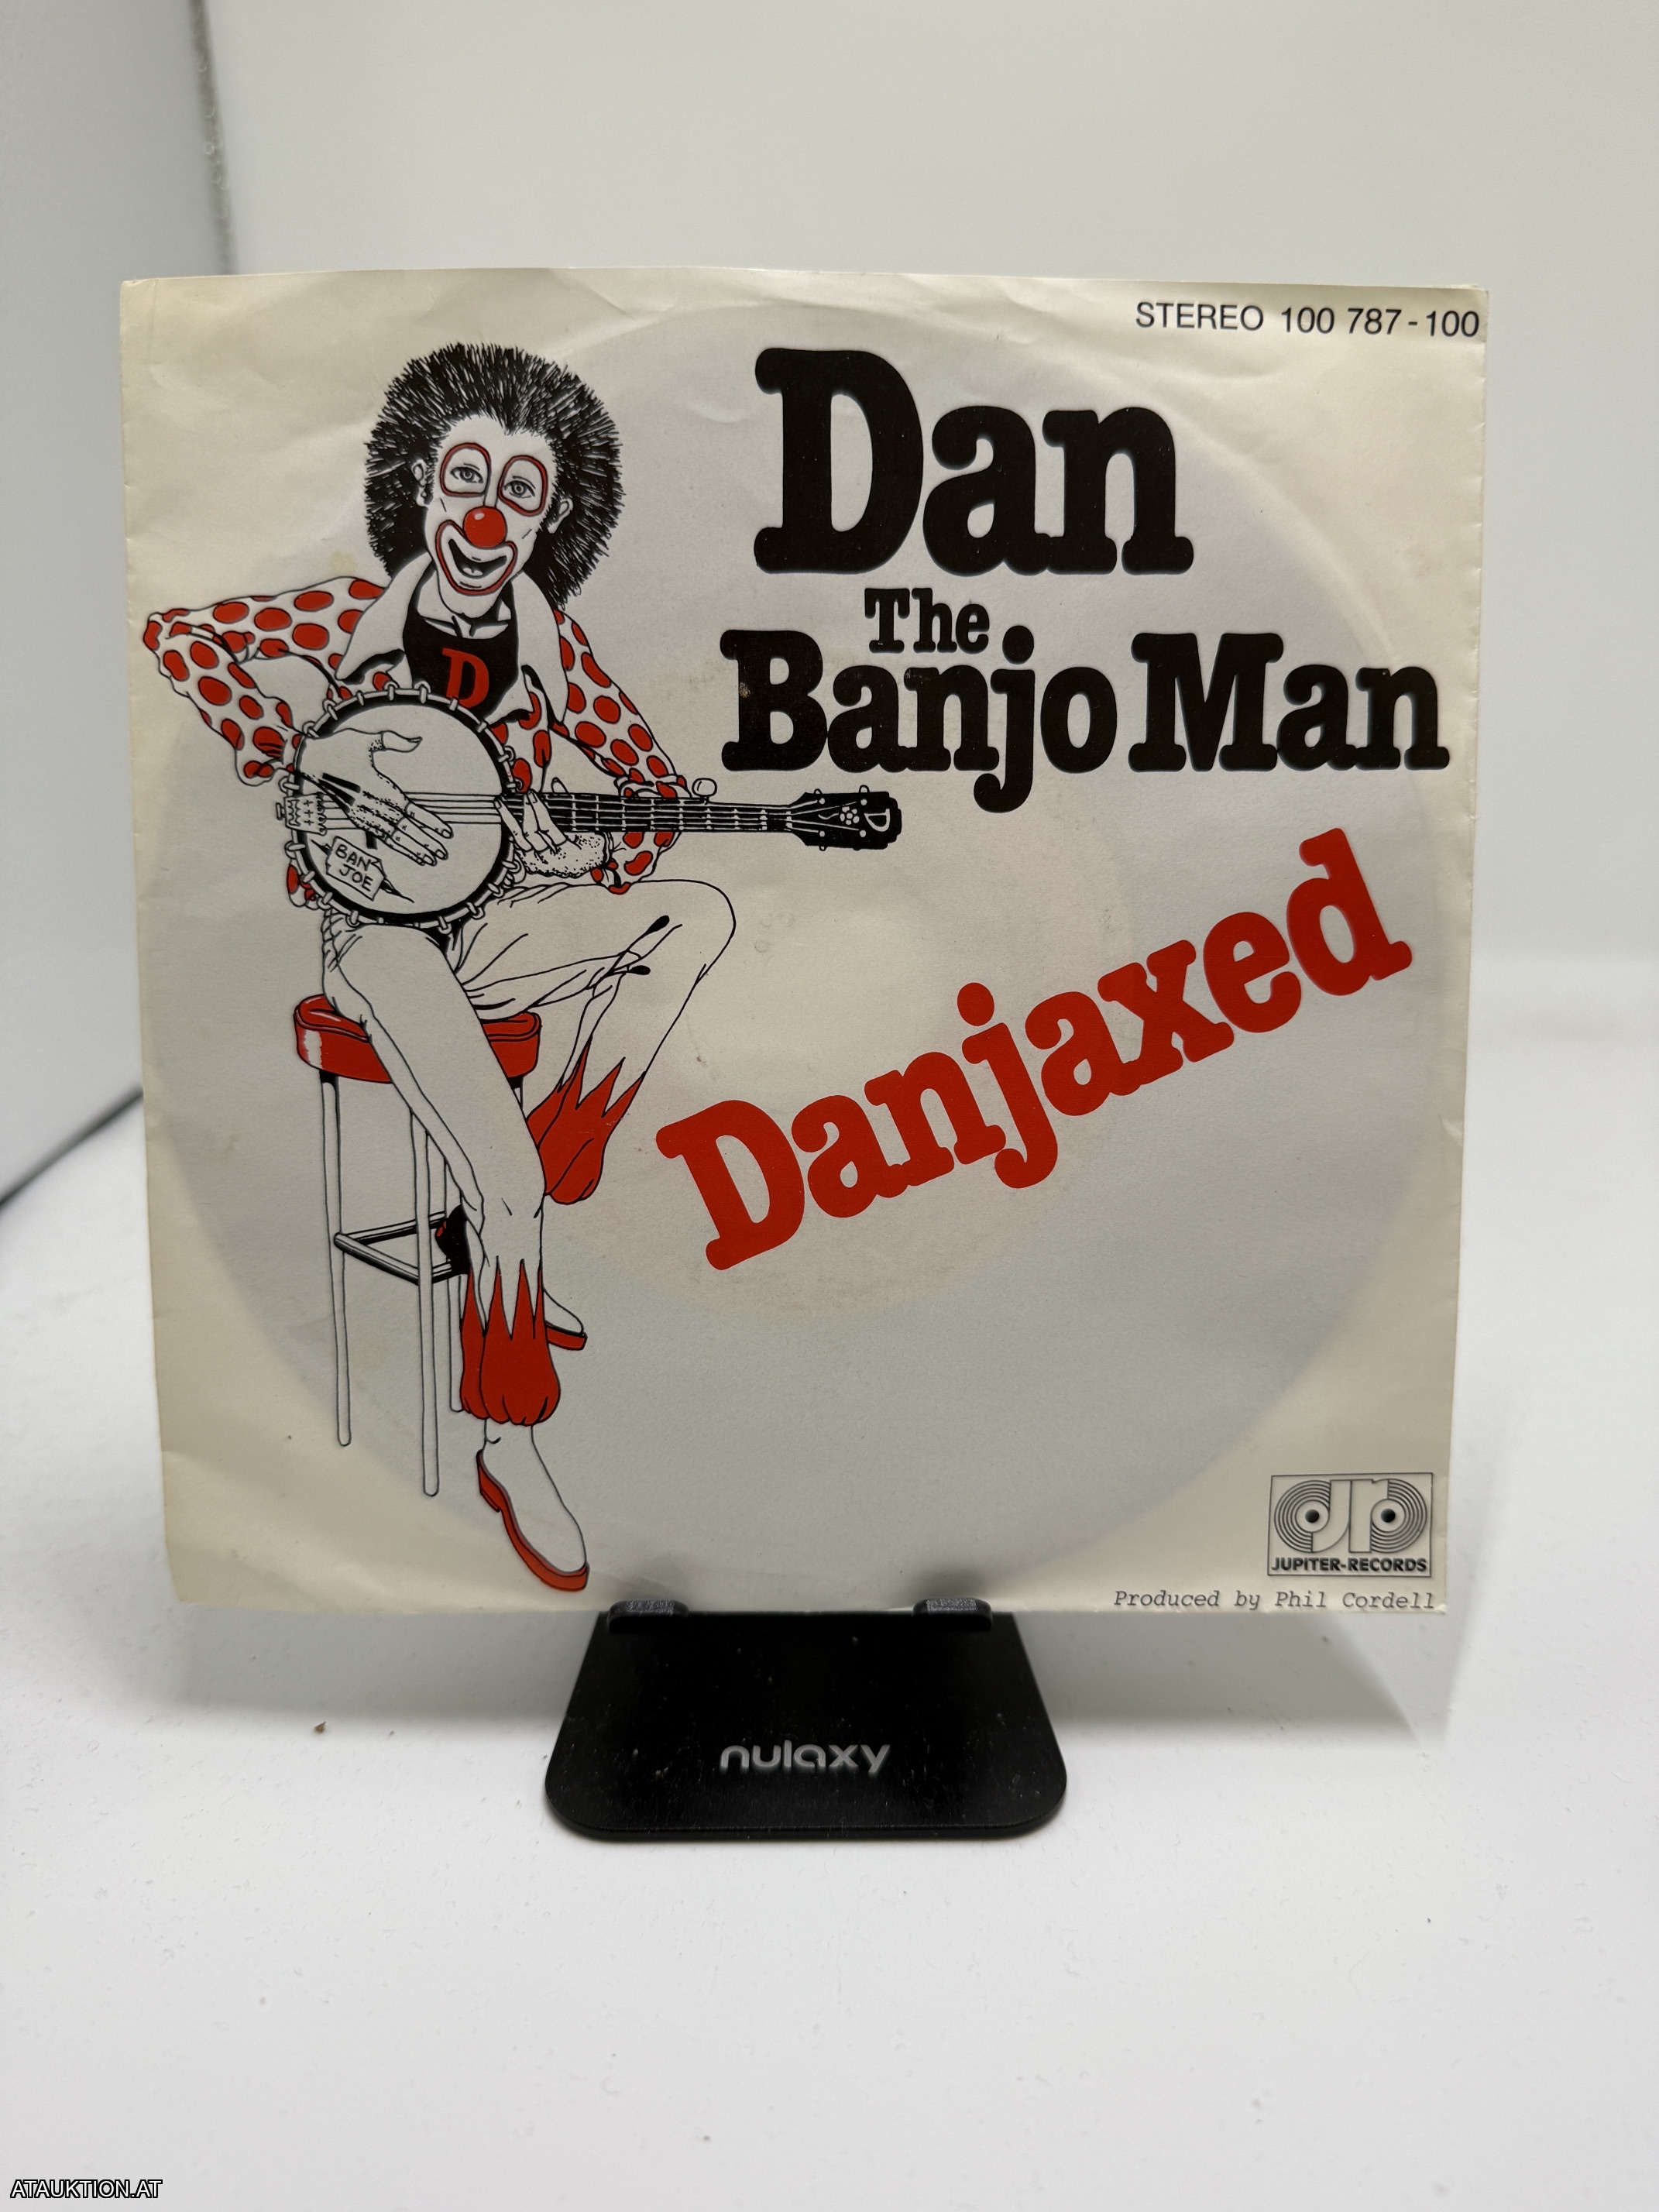 STEREO 100 787-100
Dan
The
Banjo Man
D
BAN
JOE
D
Danjaxed
jr
JUPITER-RECORDS
Produced by Phil Cordell
nulaxy
ATAUKTION.AT